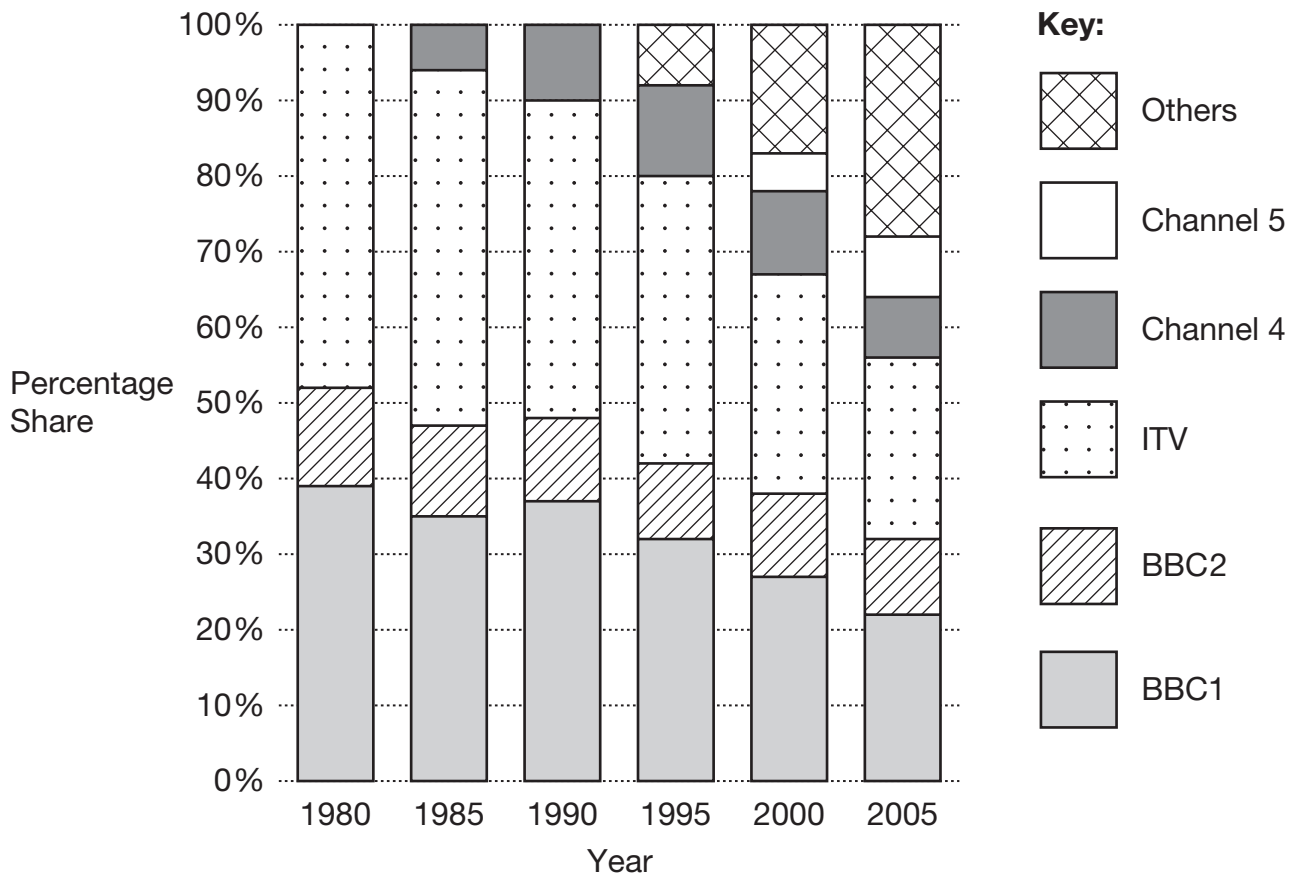 100%
90%
80%
70%
60%
50%
40%
30%
20%
10%
0%
Percentage
Share
1980 1985 1990 1995 2000 2005
Year
Key:
Others
Channel 5
Channel 4
ITV
BBC2
BBC1